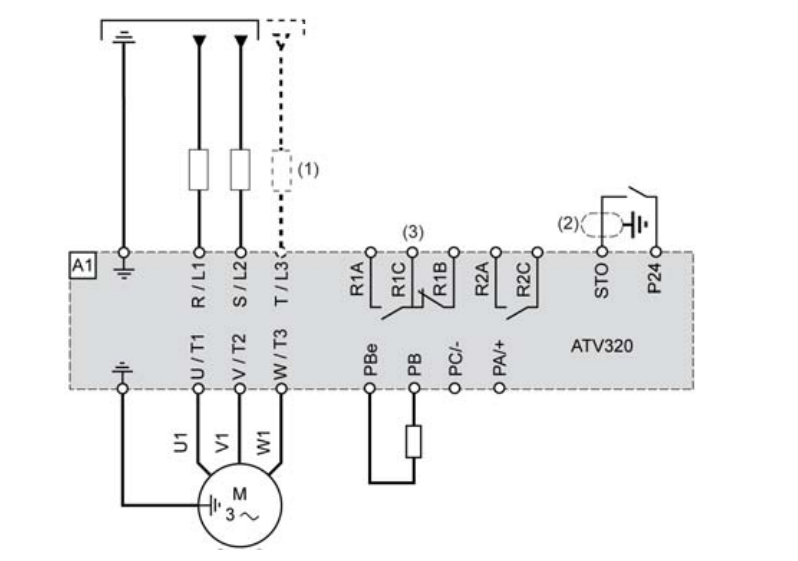 (1)
(2)
(3)
A1
R / L1
S / L2
T / L3
R1A
R1C
R1B
R2A
R2C
STO
P24
ATV320
U / T1
V / T2
W / T3
PBe
PB
PC/-
PA/+
U1
V1
W1
M
3 ~